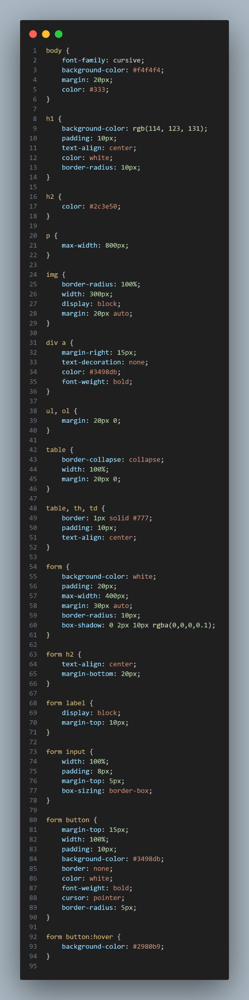 1 body {
2     font-family: cursive;
3     background-color: #f4f4f4;
4     margin: 20px;
5     color: #333;
6 }
7
8 h1 {
9     background-color: rgb(114, 123, 131);
10     padding: 10px;
11     text-align: center;
12     color: white;
13     border-radius: 10px;
14 }
15
16 h2 {
17     color: #2c3e50;
18 }
19
20 p {
21     max-width: 800px;
22 }
23
24 img {
25     border-radius: 100%;
26     width: 300px;
27     display: block;
28     margin: 20px auto;
29 }
30
31 div a {
32     margin-right: 15px;
33     text-decoration: none;
34     color: #3498db;
35     font-weight: bold;
36 }
37
38 ul, ol {
39     margin: 20px 0;
40 }
41
42 table {
43     border-collapse: collapse;
44     width: 100%;
45     margin: 20px 0;
46 }
47
48 table, th, td {
49     border: 1px solid #777;
50     padding: 10px;
51     text-align: center;
52 }
53
54 form {
55     background-color: white;
56     padding: 20px;
57     max-width: 400px;
58     margin: 30px auto;
59     border-radius: 10px;
60     box-shadow: 0 2px 10px rgba(0,0,0,0.1);
61 }
62
63 form h2 {
64     text-align: center;
65     margin-bottom: 20px;
66 }
67
68 form label {
69     display: block;
70     margin-top: 10px;
71 }
72
73 form input {
74     width: 100%;
75     padding: 8px;
76     margin-top: 5px;
77     box-sizing: border-box;
78 }
79
80 form button {
81     margin-top: 15px;
82     width: 100%;
83     padding: 10px;
84     background-color: #3498db;
85     border: none;
86     color: white;
87     font-weight: bold;
88     cursor: pointer;
89     border-radius: 5px;
90 }
91
92 form button:hover {
93     background-color: #2980b9;
94 }
95